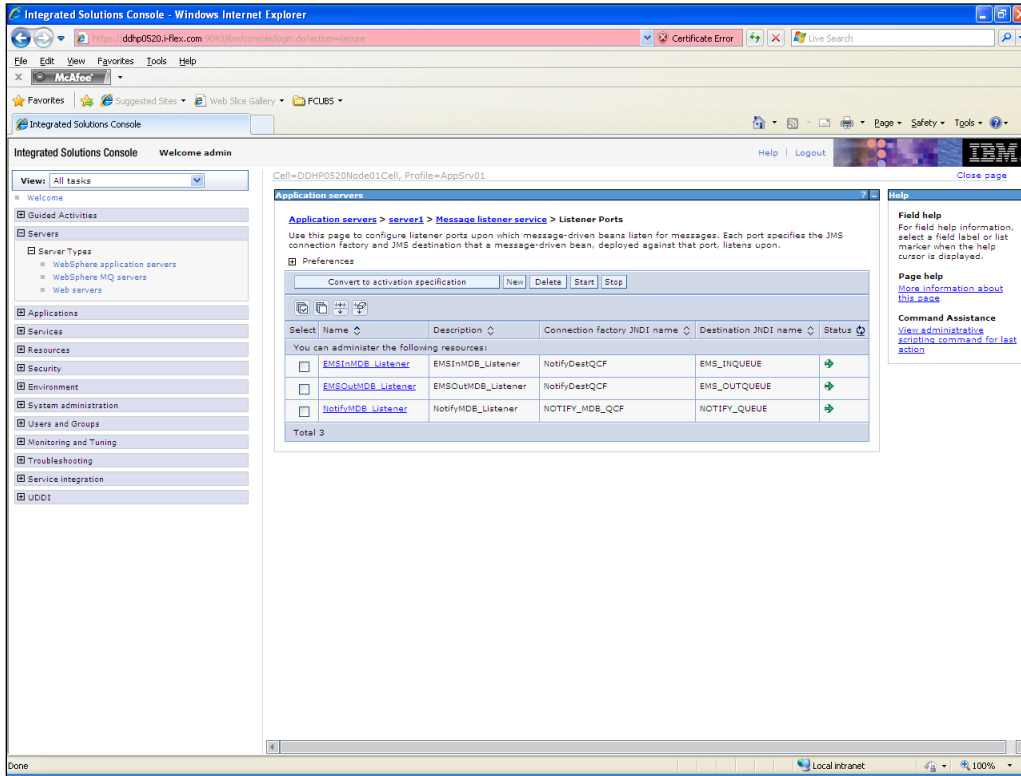 Integrated Solutions Console - Windows Internet Explorer
https://ddhp0520.i-flex.com:9043/ibm/console/login.do?action=secure
Certificate Error
Live Search
File Edit View Favorites Tools Help
McAfee
Favorites Suggested Sites Web Slice Gallery FCUBS
Integrated Solutions Console
Page Safety Tools
Integrated Solutions Console Welcome admin
Help | Logout
IBM
View: All tasks
Cell=DDHP0520Node01Cell, Profile=AppSrv01
Close page
Welcome
Guided Activities
Servers
Server Types
WebSphere application servers
WebSphere MQ servers
Web servers
Applications
Services
Resources
Security
Environment
System administration
Users and Groups
Monitoring and Tuning
Troubleshooting
Service integration
UDDI
Application servers
Application servers > server1 > Message listener service > Listener Ports
Use this page to configure listener ports upon which message-driven beans listen for messages. Each port specifies the JMS
connection factory and JMS destination that a message-driven bean, deployed against that port, listens upon.
Preferences
Convert to activation specification New Delete Start Stop
Select Name Description Connection factory JNDI name Destination JNDI name Status
You can administer the following resources:
EMSInMDB_Listener EMSInMDB_Listener NotifyDestQCF EMS_INQUEUE
EMSOutMDB_Listener EMSOutMDB_Listener NotifyDestQCF EMS_OUTQUEUE
NotifyMDB_Listener NotifyMDB_Listener NOTIFY_MDB_QCF NOTIFY_QUEUE
Total 3
Help
Field help
For field help information,
select a field label or list
marker when the help
cursor is displayed.
Page help
More information about
this page
Command Assistance
View administrative
scripting command for last
action
Done
Local intranet
100%